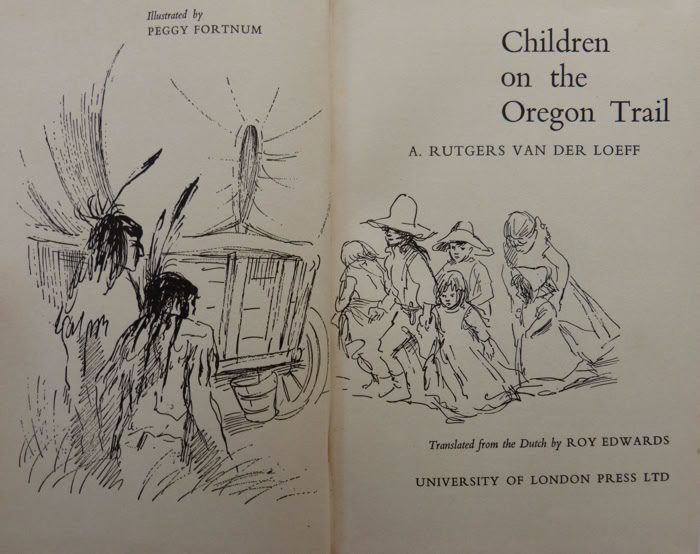 Illustrated by
PEGGY FORTNUM
Children
on the
Oregon Trail
A. RUTGERS VAN DER LOEFF
Translated from the Dutch by ROY EDWARDS
UNIVERSITY OF LONDON PRESS LTD